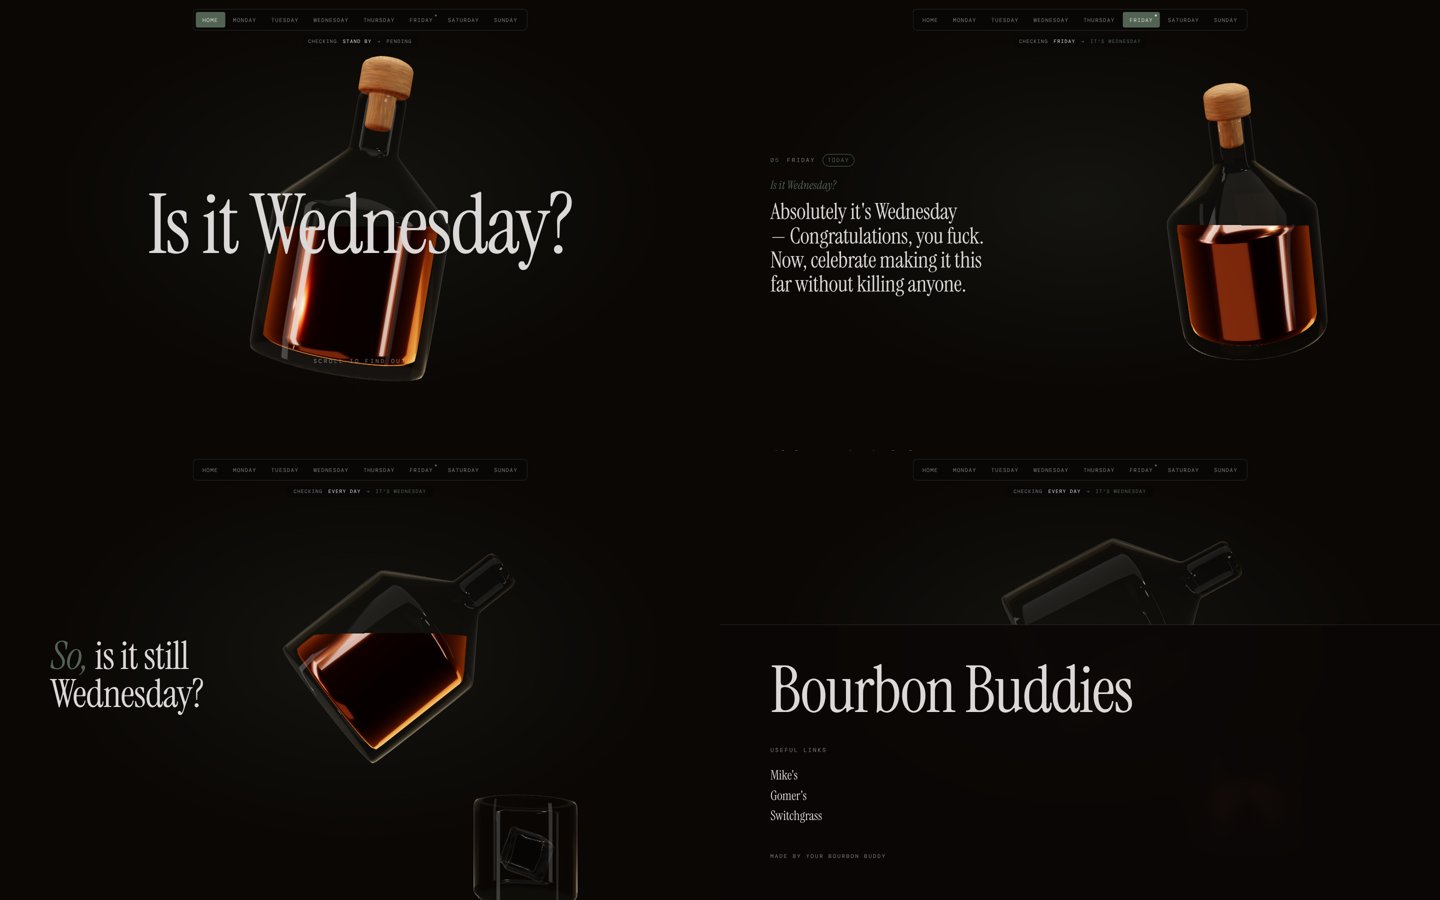 HOME MONDAY TUESDAY WEDNESDAY THURSDAY FRIDAY SATURDAY SUNDAY
CHECKING STAND BY → PENDING
Is it Wednesday?
SCROLL TO FIND OUT
HOME MONDAY TUESDAY WEDNESDAY THURSDAY FRIDAY SATURDAY SUNDAY
CHECKING FRIDAY → IT'S WEDNESDAY
05 FRIDAY TODAY
Is it Wednesday?
Absolutely it's Wednesday
— Congratulations, you fuck.
Now, celebrate making it this
far without killing anyone.
HOME MONDAY TUESDAY WEDNESDAY THURSDAY FRIDAY SATURDAY SUNDAY
CHECKING EVERY DAY → IT'S WEDNESDAY
So, is it still
Wednesday?
HOME MONDAY TUESDAY WEDNESDAY THURSDAY FRIDAY SATURDAY SUNDAY
CHECKING EVERY DAY → IT'S WEDNESDAY
Bourbon Buddies
USEFUL LINKS
Mike's
Gomer's
Switchgrass
MADE BY YOUR BOURBON BUDDY